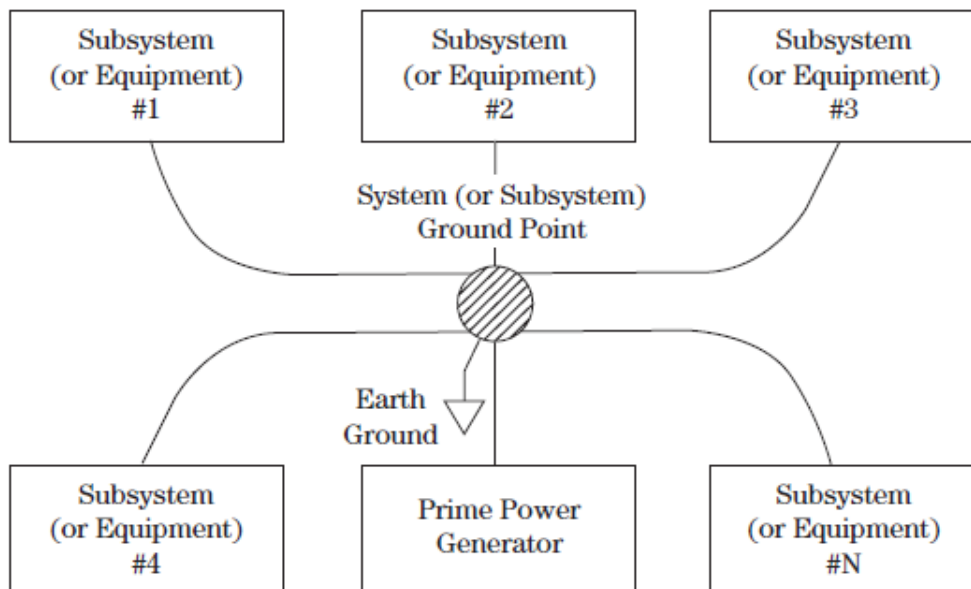 Subsystem
(or Equipment)
#1
Subsystem
(or Equipment)
#2
Subsystem
(or Equipment)
#3
System (or Subsystem)
Ground Point
Earth
Ground
Subsystem
(or Equipment)
#4
Prime Power
Generator
Subsystem
(or Equipment)
#N